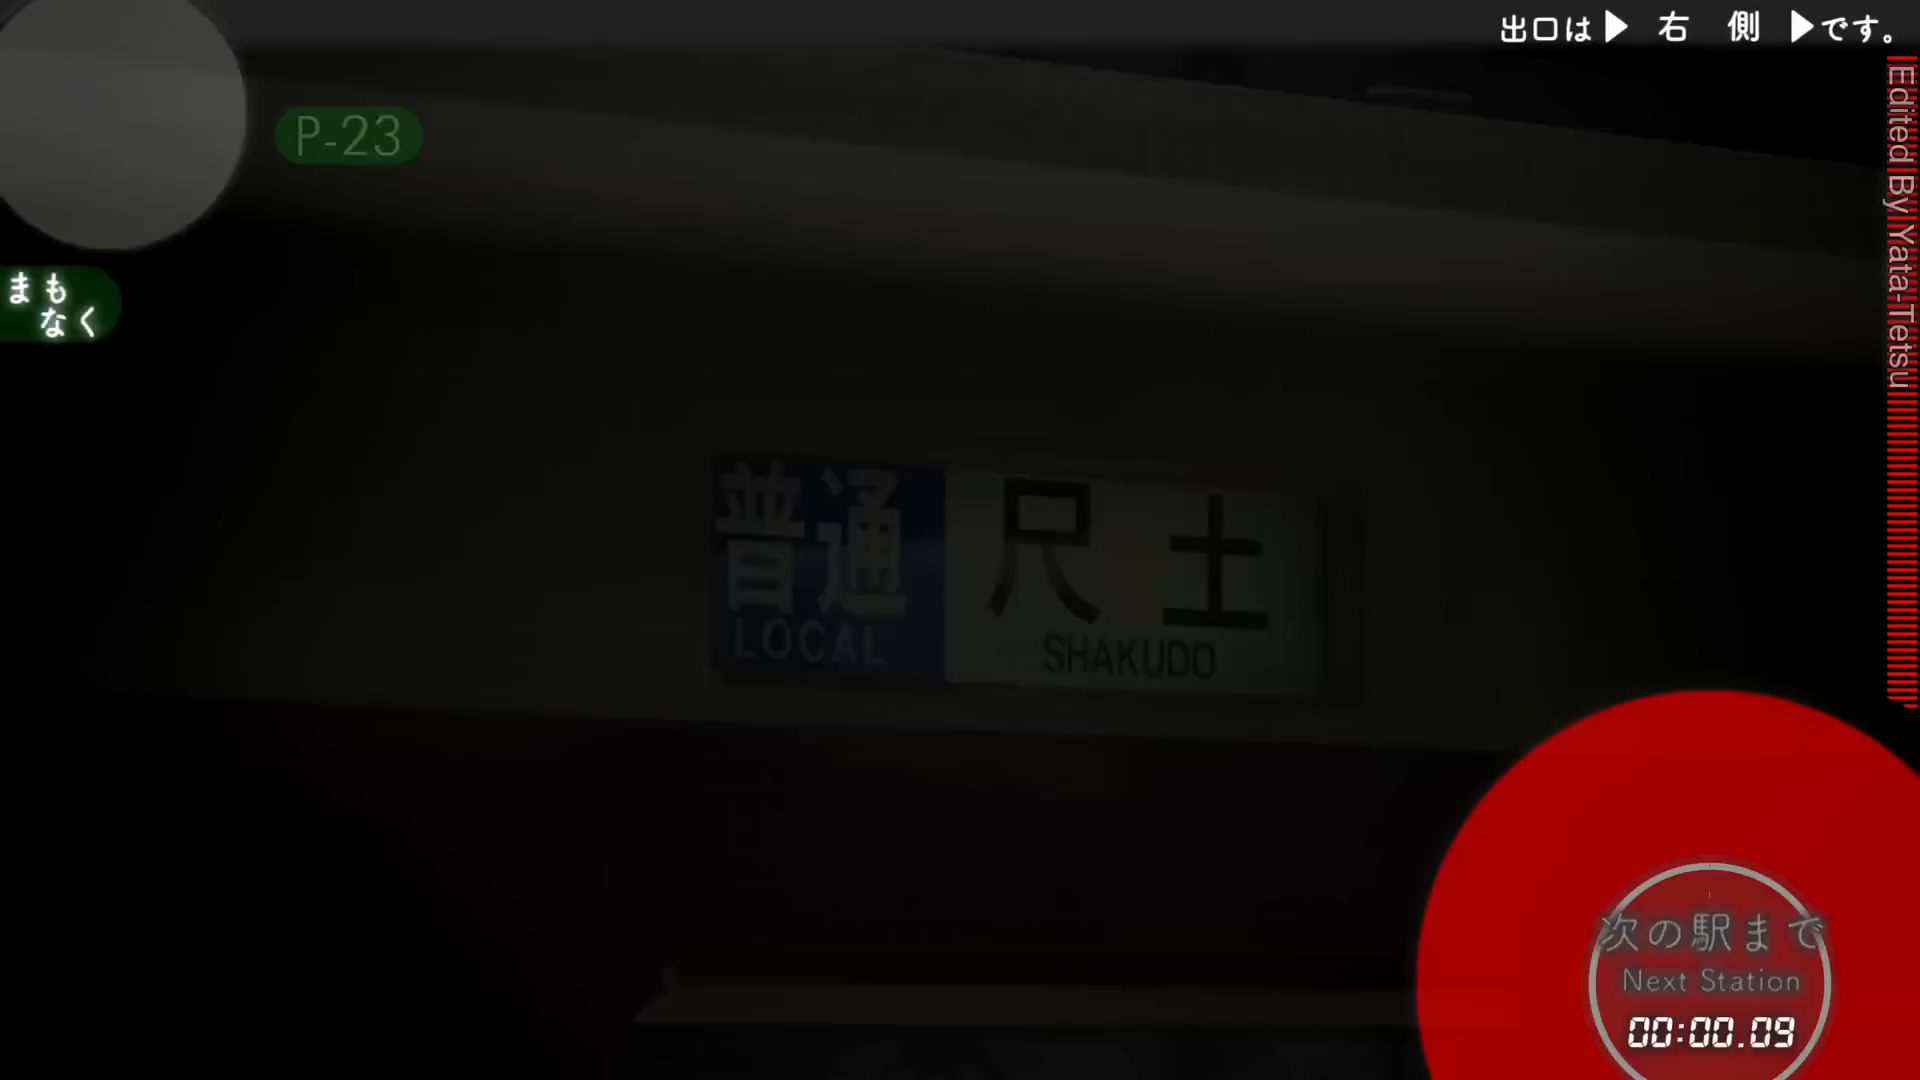 出口は▶ 右 側 ▶です。
P-23
Edited By Yata-Tetsu
まも
なく
普通 尺土
LOCAL SHAKUDO
次の駅まで
Next Station
00:00.09